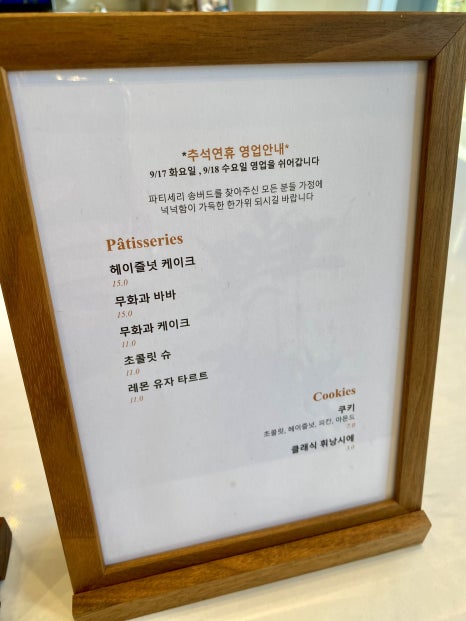 *추석연휴 영업안내*
9/17 화요일 , 9/18 수요일 영업을 쉬어갑니다
파티세리 송버드를 찾아주신 모든 분들 가정에
넉넉함이 가득한 한가위 되시길 바랍니다
Pâtisseries
헤이즐넛 케이크
15.0
무화과 바바
15.0
무화과 케이크
11.0
초콜릿 슈
11.0
레몬 유자 타르트
11.0
Cookies
쿠키
초콜릿, 헤이즐넛, 피칸, 아몬드
7.0
클래식 휘낭시에